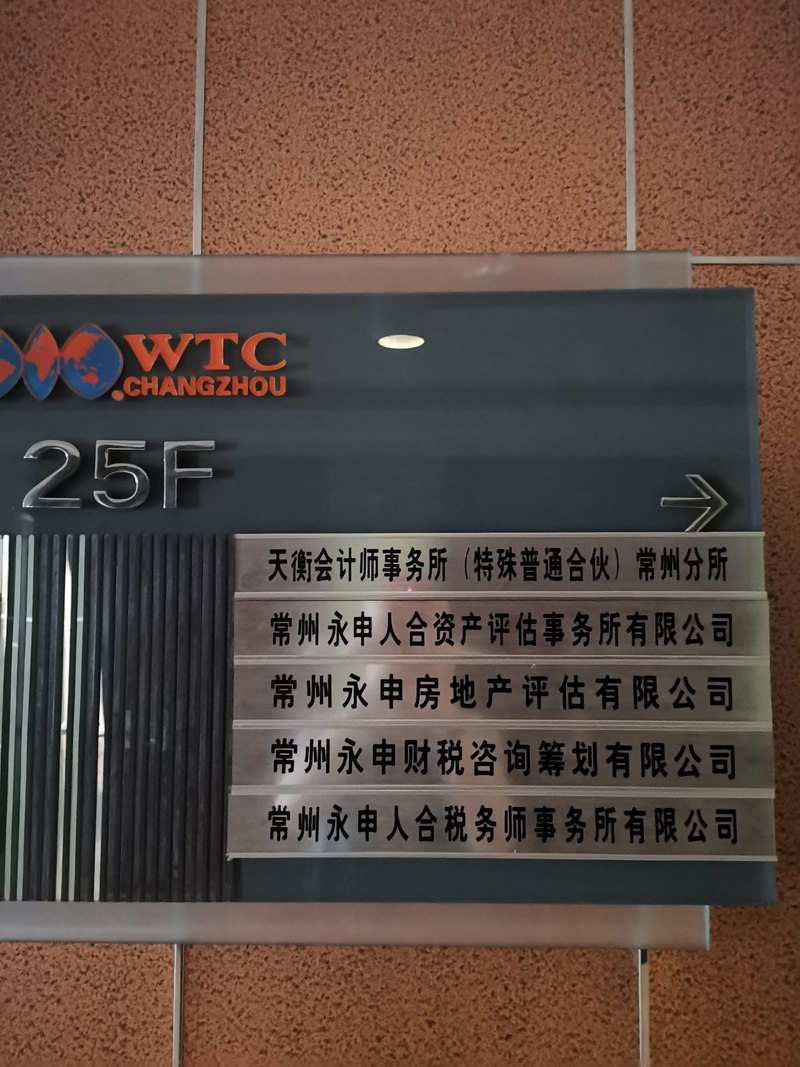 WTC
.CHANGZHOU
25F
天衡会计师事务所（特殊普通合伙）常州分所
常州永申人合资产评估事务所有限公司
常州永申房地产评估有限公司
常州永申财税咨询筹划有限公司
常州永申人合税务师事务所有限公司